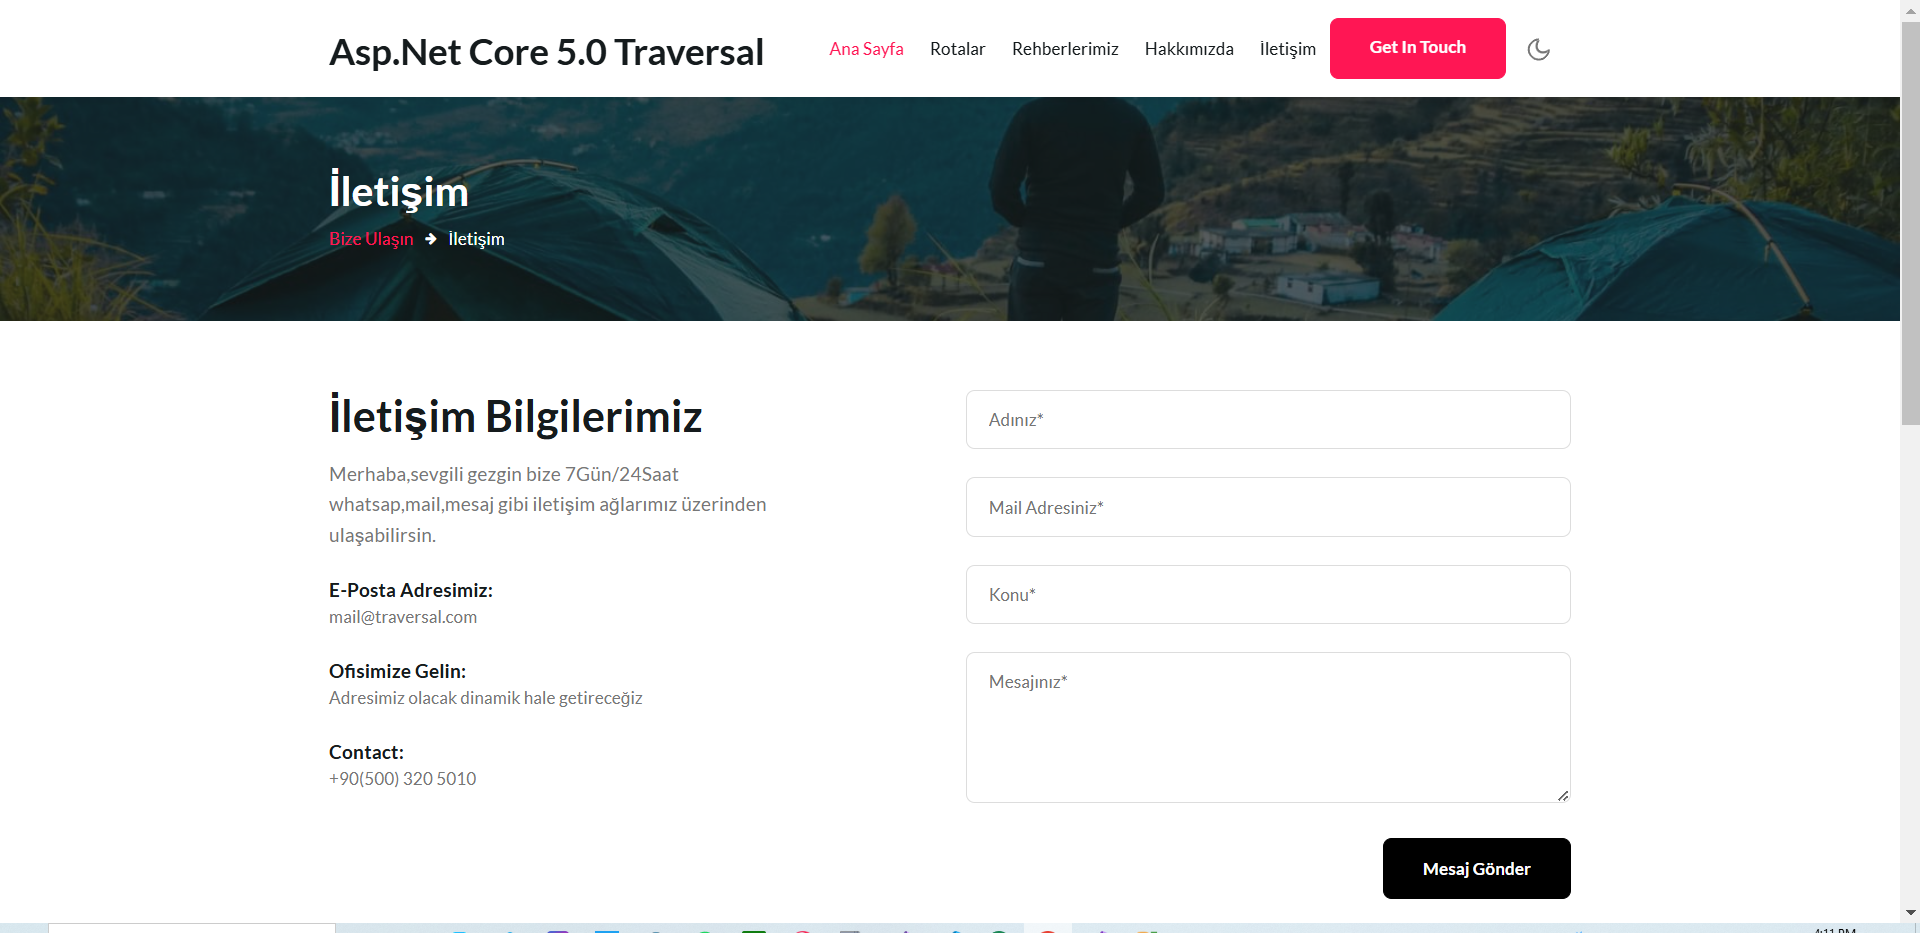 Asp.Net Core 5.0 Traversal
Ana Sayfa
Rotalar
Rehberlerimiz
Hakkımızda
İletişim
Get In Touch
İletişim
Bize Ulaşın
İletişim
İletişim Bilgilerimiz
Merhaba,sevgili gezgin bize 7Gün/24Saat
whatsap,mail,mesaj gibi iletişim ağlarımız üzerinden
ulaşabilirsin.
E-Posta Adresimiz:
mail@traversal.com
Ofisimize Gelin:
Adresimiz olacak dinamik hale getireceğiz
Contact:
+90(500) 320 5010
Adınız*
Mail Adresiniz*
Konu*
Mesajınız*
Mesaj Gönder
4:11 PM